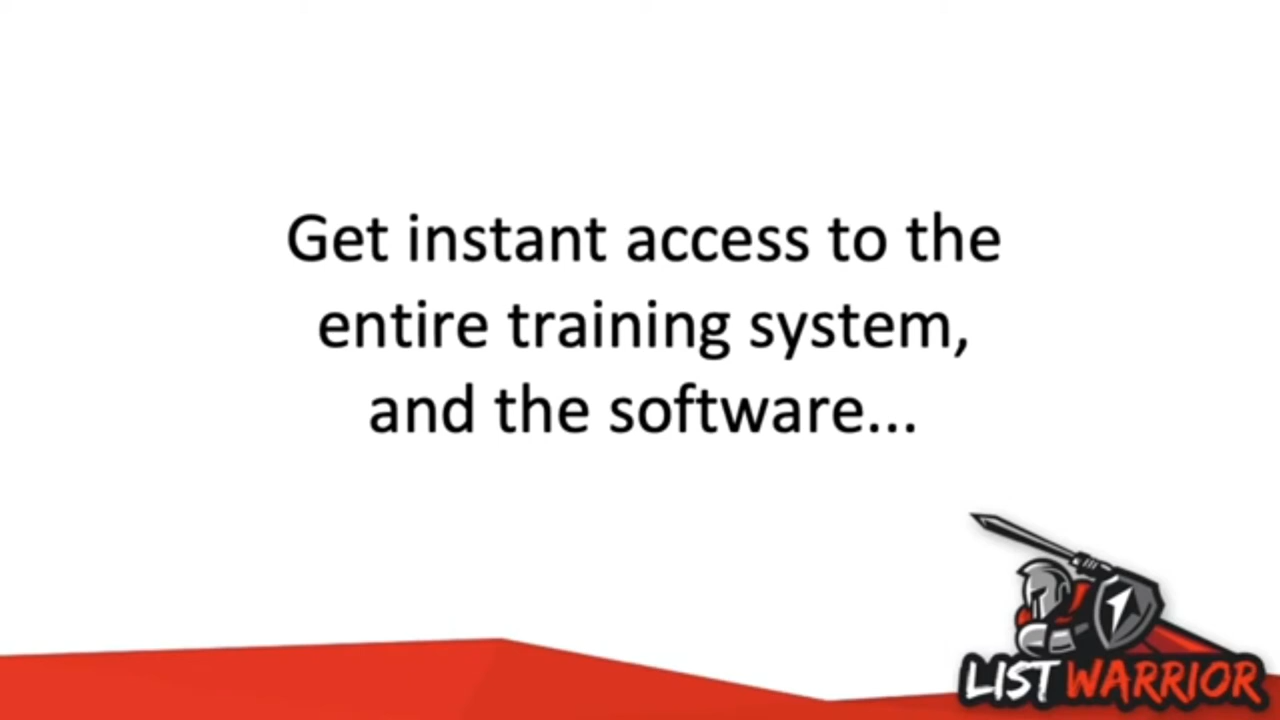 Get instant access to the
entire training system,
and the software...
LIST WARRIOR